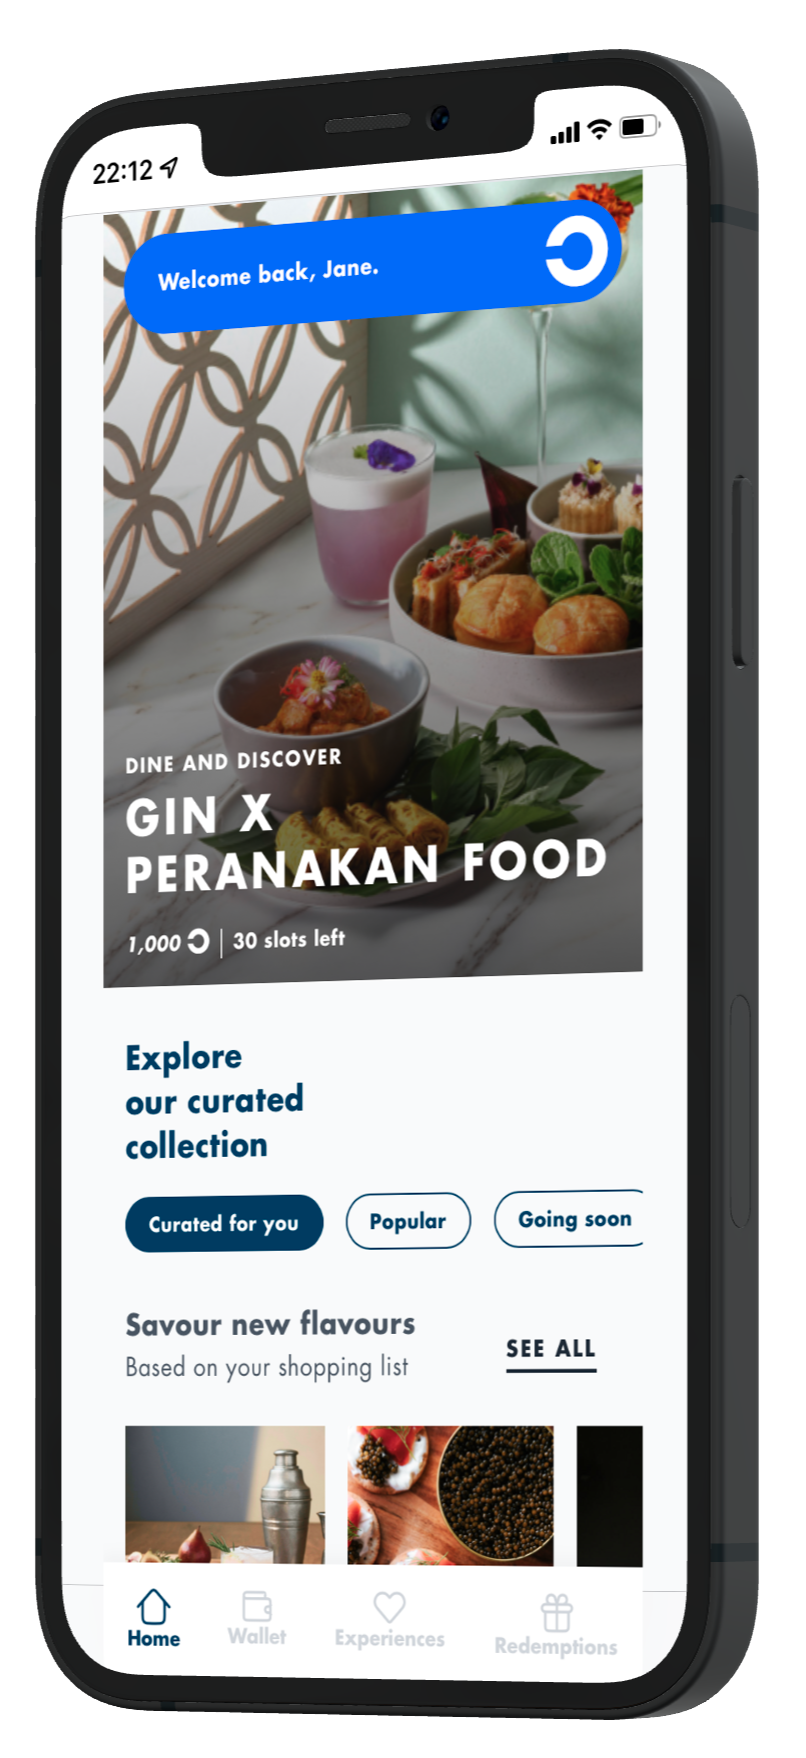 22:12
Welcome back, Jane.
DINE AND DISCOVER
GIN X
PERANAKAN FOOD
1,000 | 30 slots left
Explore
our curated
collection
Curated for you
Popular
Going soon
Savour new flavours
Based on your shopping list
SEE ALL
Home
Wallet
Experiences
Redemptions